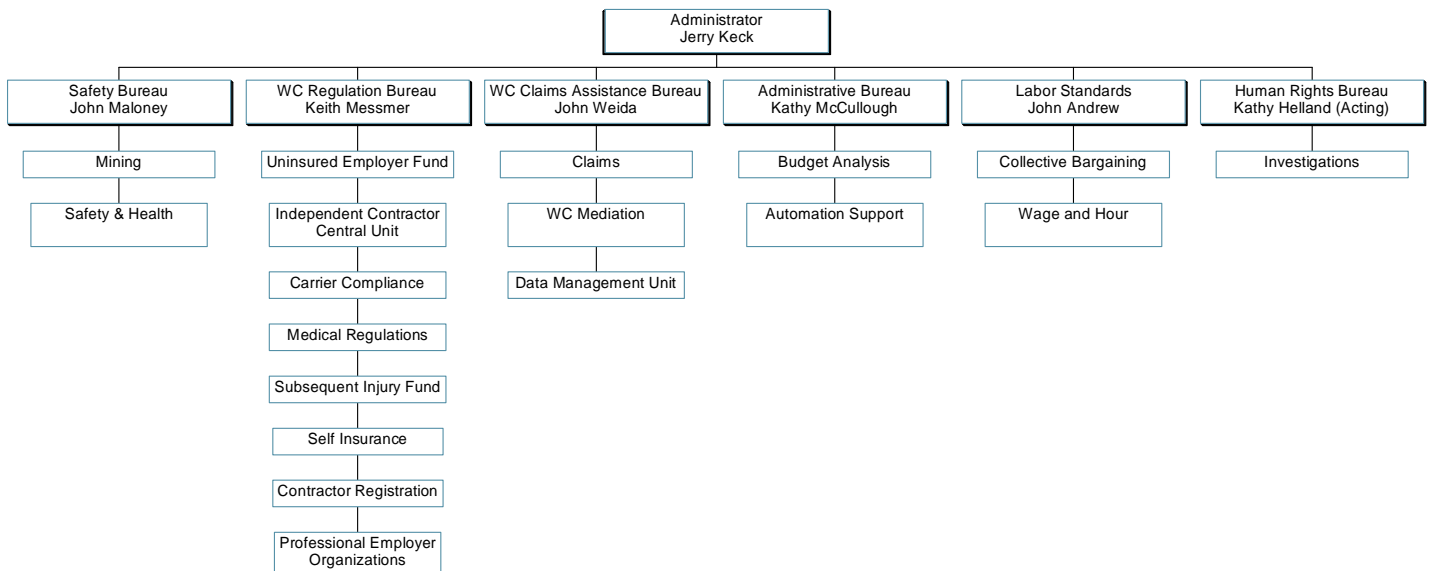 Administrator
Jerry Keck
Safety Bureau
John Maloney
WC Regulation Bureau
Keith Messmer
WC Claims Assistance Bureau
John Weida
Administrative Bureau
Kathy McCullough
Labor Standards
John Andrew
Human Rights Bureau
Kathy Helland (Acting)
Mining
Safety & Health
Uninsured Employer Fund
Independent Contractor
Central Unit
Carrier Compliance
Medical Regulations
Subsequent Injury Fund
Self Insurance
Contractor Registration
Professional Employer
Organizations
Claims
WC Mediation
Data Management Unit
Budget Analysis
Automation Support
Collective Bargaining
Wage and Hour
Investigations